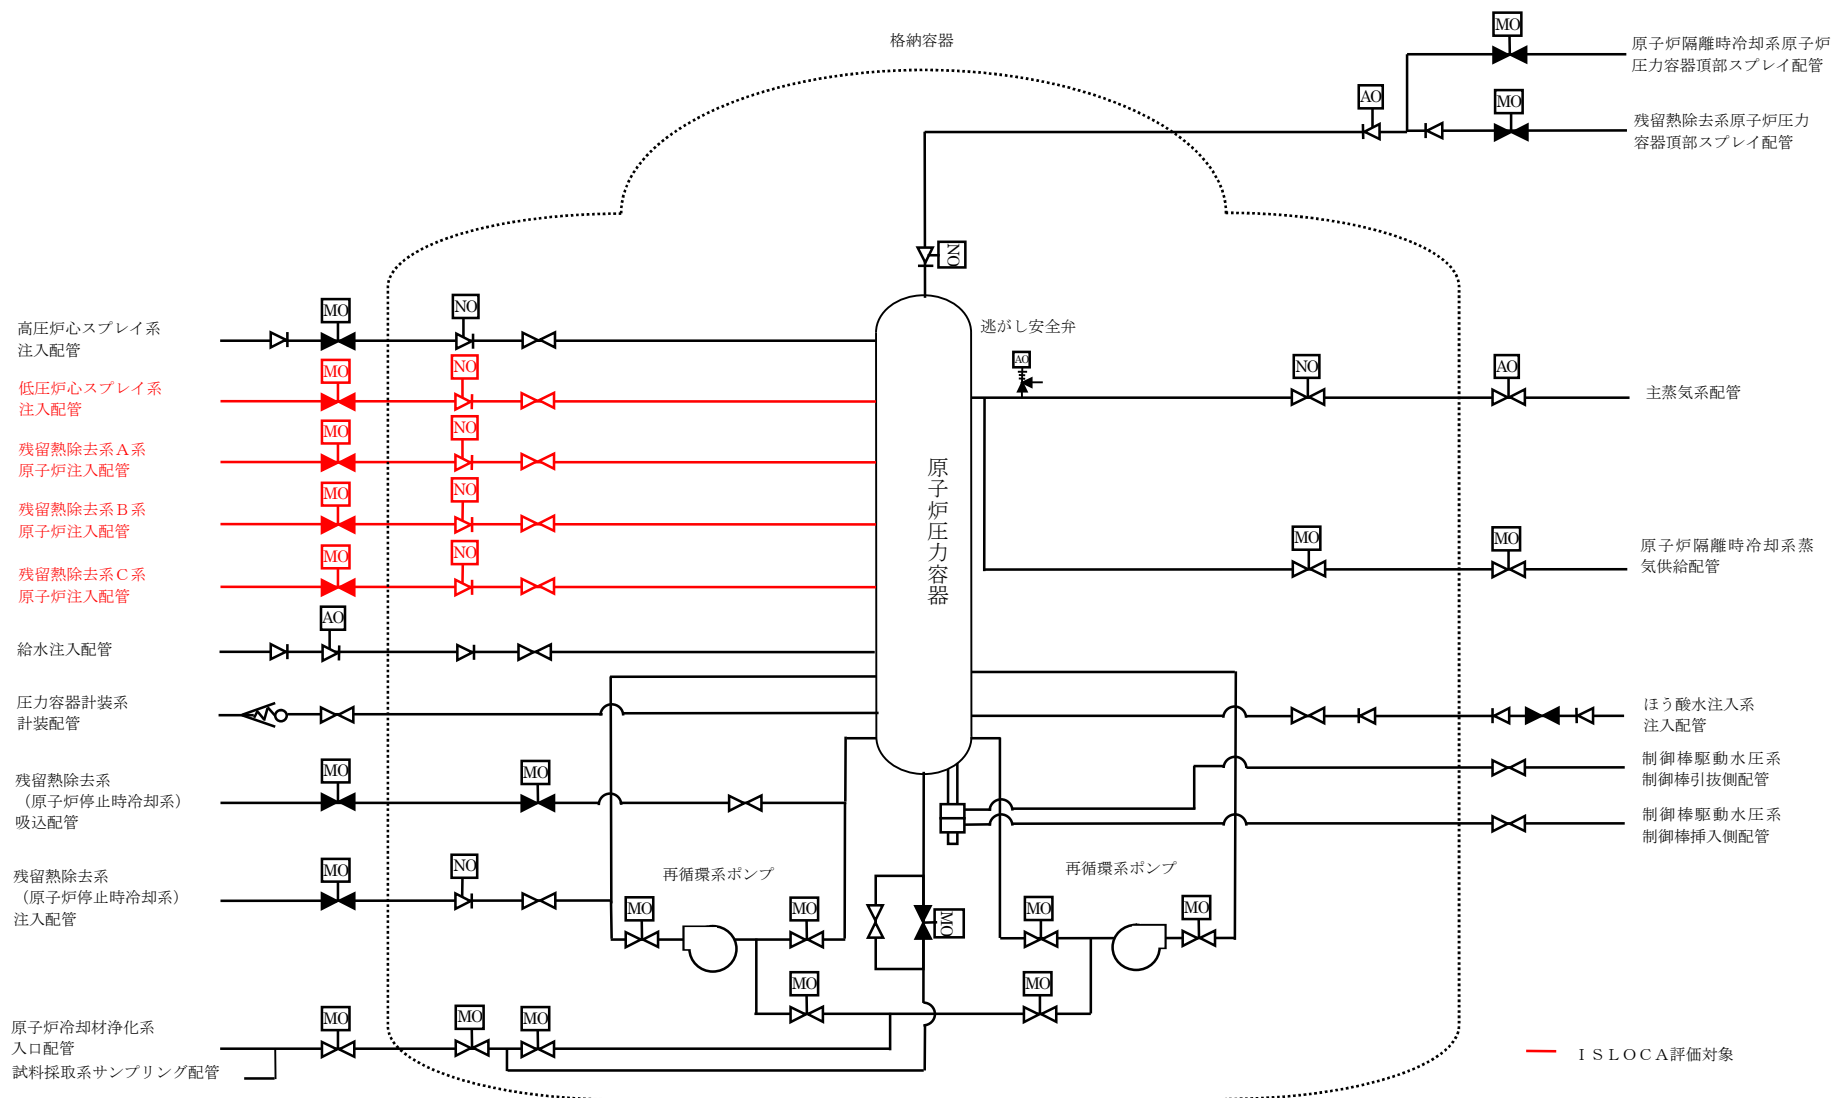 格納容器
MO
原子炉隔離時冷却系原子炉
圧力容器頂部スプレイ配管
AO
MO
残留熱除去系原子炉圧力
容器頂部スプレイ配管
NO
高圧炉心スプレイ系
注入配管
MO
NO
逃がし安全弁
AO
低圧炉心スプレイ系
注入配管
MO
NO
NO
AO
主蒸気系配管
残留熱除去系A系
原子炉注入配管
MO
NO
原子炉圧力容器
残留熱除去系B系
原子炉注入配管
MO
NO
MO
MO
原子炉隔離時冷却系蒸
気供給配管
残留熱除去系C系
原子炉注入配管
MO
NO
給水注入配管
AO
圧力容器計装系
計装配管
ほう酸水注入系
注入配管
残留熱除去系
（原子炉停止時冷却系）
吸込配管
MO
MO
制御棒駆動水圧系
制御棒引抜側配管
制御棒駆動水圧系
制御棒挿入側配管
残留熱除去系
（原子炉停止時冷却系）
注入配管
MO
NO
再循環系ポンプ
再循環系ポンプ
MO
MO
MO
MO
MO
MO
MO
原子炉冷却材浄化系
入口配管
MO
MO
MO
試料採取系サンプリング配管
ＩＳＬＯＣＡ評価対象